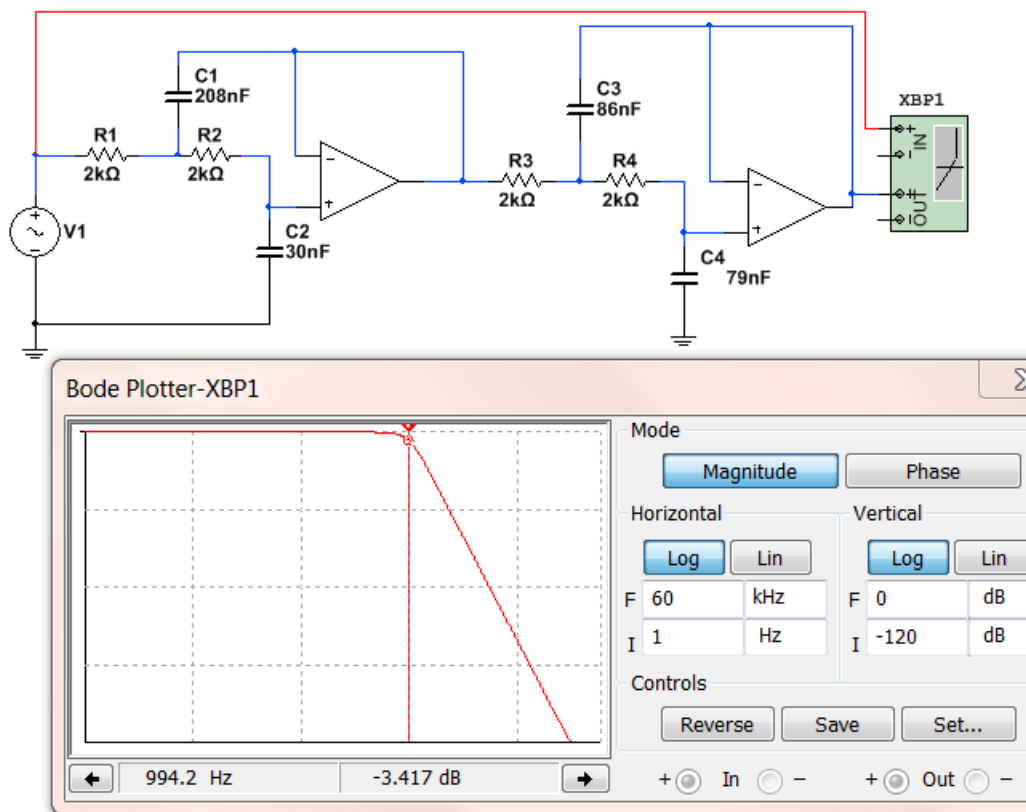 C1
208nF
C3
86nF
XBP1
R1
2kΩ
R2
2kΩ
R3
2kΩ
R4
2kΩ
+
IN
-
+
OUT
-
-
+
-
+
+
-
V1
C2
30nF
C4
79nF
Bode Plotter-XBP1
Mode
Magnitude
Phase
Horizontal
Vertical
Log
Lin
Log
Lin
F
60
kHz
F
0
dB
I
1
Hz
I
-120
dB
Controls
Reverse
Save
Set...
994.2 Hz
-3.417 dB
+ In -
+ Out -